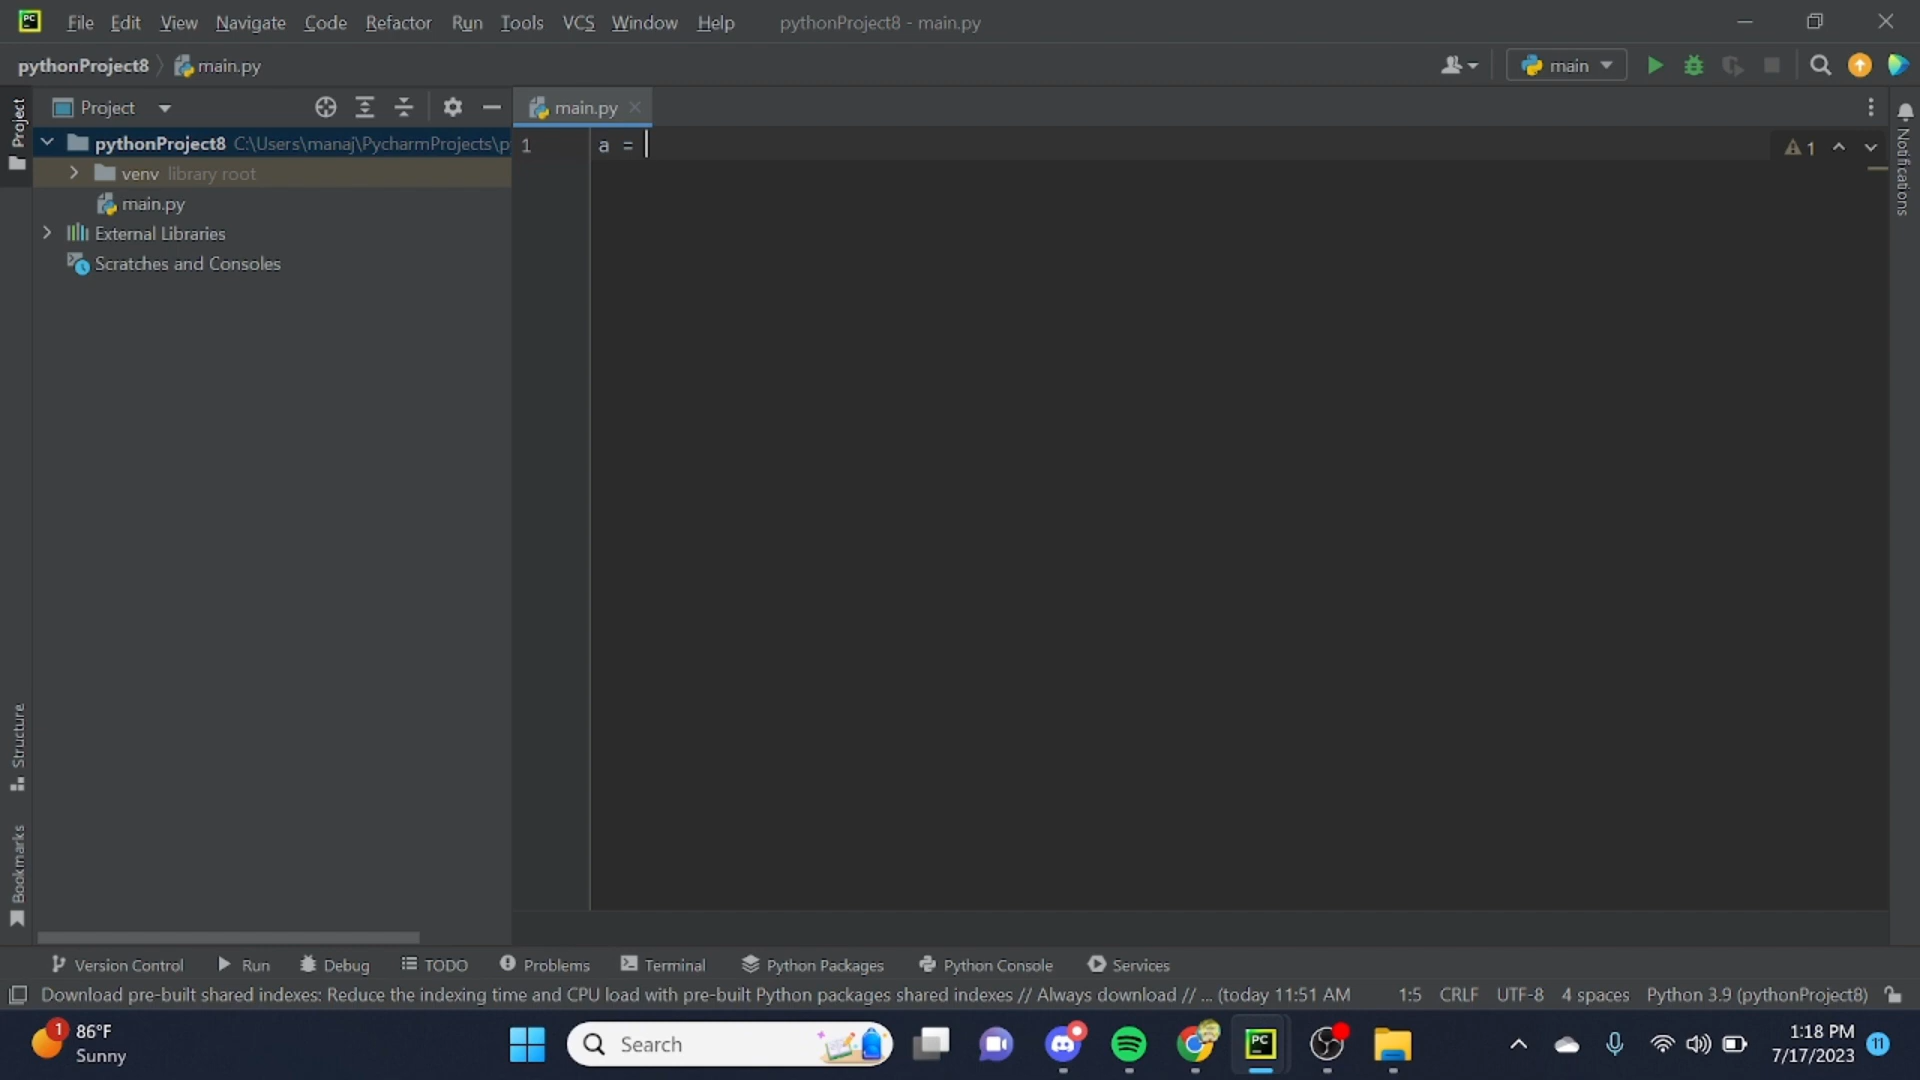 File Edit View Navigate Code Refactor Run Tools VCS Window Help pythonProject8 - main.py
pythonProject8 main.py main
Project main.py
Project
pythonProject8 C:\Users\manaj\PycharmProjects\p
1 a =
1
venv library root
main.py
External Libraries
Scratches and Consoles
Notifications
Structure
Bookmarks
Version Control Run Debug TODO Problems Terminal Python Packages Python Console Services
Download pre-built shared indexes: Reduce the indexing time and CPU load with pre-built Python packages shared indexes // Always download // ... (today 11:51 AM 1:5 CRLF UTF-8 4 spaces Python 3.9 (pythonProject8)
1 86°F
Sunny
Search
PC
1:18 PM
7/17/2023
11